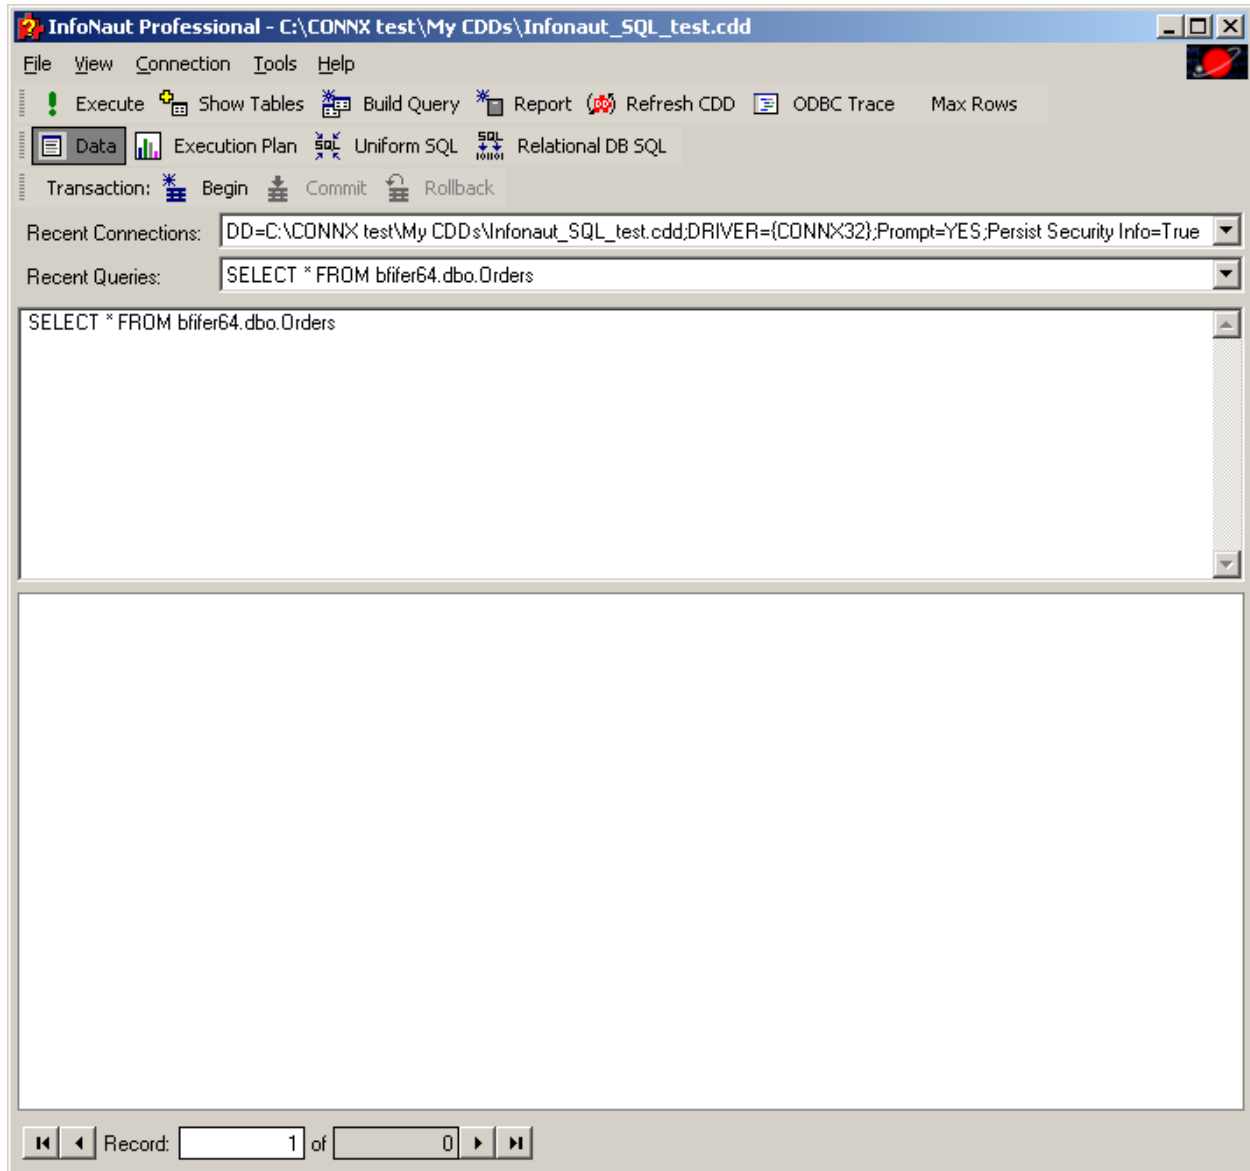 InfoNaut Professional - C:\CONNX test\My CDDs\Infonaut_SQL_test.cdd
File View Connection Tools Help
Execute Show Tables Build Query Report Refresh CDD ODBC Trace Max Rows
Data Execution Plan SQL Uniform SQL SQL Relational DB SQL
Transaction: Begin Commit Rollback
Recent Connections: DD=C:\CONNX test\My CDDs\Infonaut_SQL_test.cdd;DRIVER={CONNX32};Prompt=YES;Persist Security Info=True
Recent Queries: SELECT * FROM bfifer64.dbo.Orders
SELECT * FROM bfifer64.dbo.Orders
Record: 1 of 0